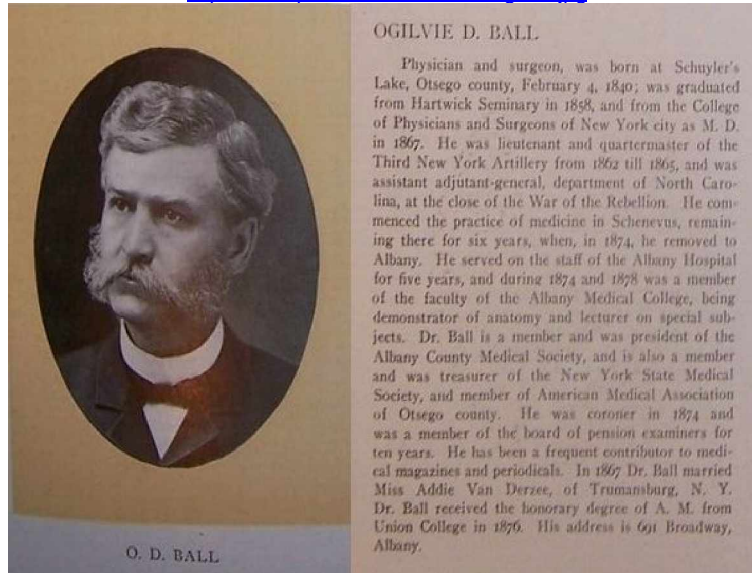 O. D. BALL
OGILVIE D. BALL
Physician and surgeon, was born at Schuyler's
Lake, Otsego county, February 4, 1840; was graduated
from Hartwick Seminary in 1858, and from the College
of Physicians and Surgeons of New York city as M. D.
in 1867. He was lieutenant and quartermaster of the
Third New York Artillery from 1862 till 1865, and was
assistant adjutant-general, department of North Caro-
lina, at the close of the War of the Rebellion. He com-
menced the practice of medicine in Schenevus, remain-
ing there for six years, when, in 1874, he removed to
Albany. He served on the staff of the Albany Hospital
for five years, and during 1874 and 1878 was a member
of the faculty of the Albany Medical College, being
demonstrator of anatomy and lecturer on special sub-
jects. Dr. Ball is a member and was president of the
Albany County Medical Society, and is also a member
and was treasurer of the New York State Medical
Society, and member of American Medical Association
of Otsego county. He was coroner in 1874 and
was a member of the board of pension examiners for
ten years. He has been a frequent contributor to medi-
cal magazines and periodicals. In 1867 Dr. Ball married
Miss Addie Van Derzee, of Trumansburg, N. Y.
Dr. Ball received the honorary degree of A. M. from
Union College in 1876. His address is 691 Broadway,
Albany.